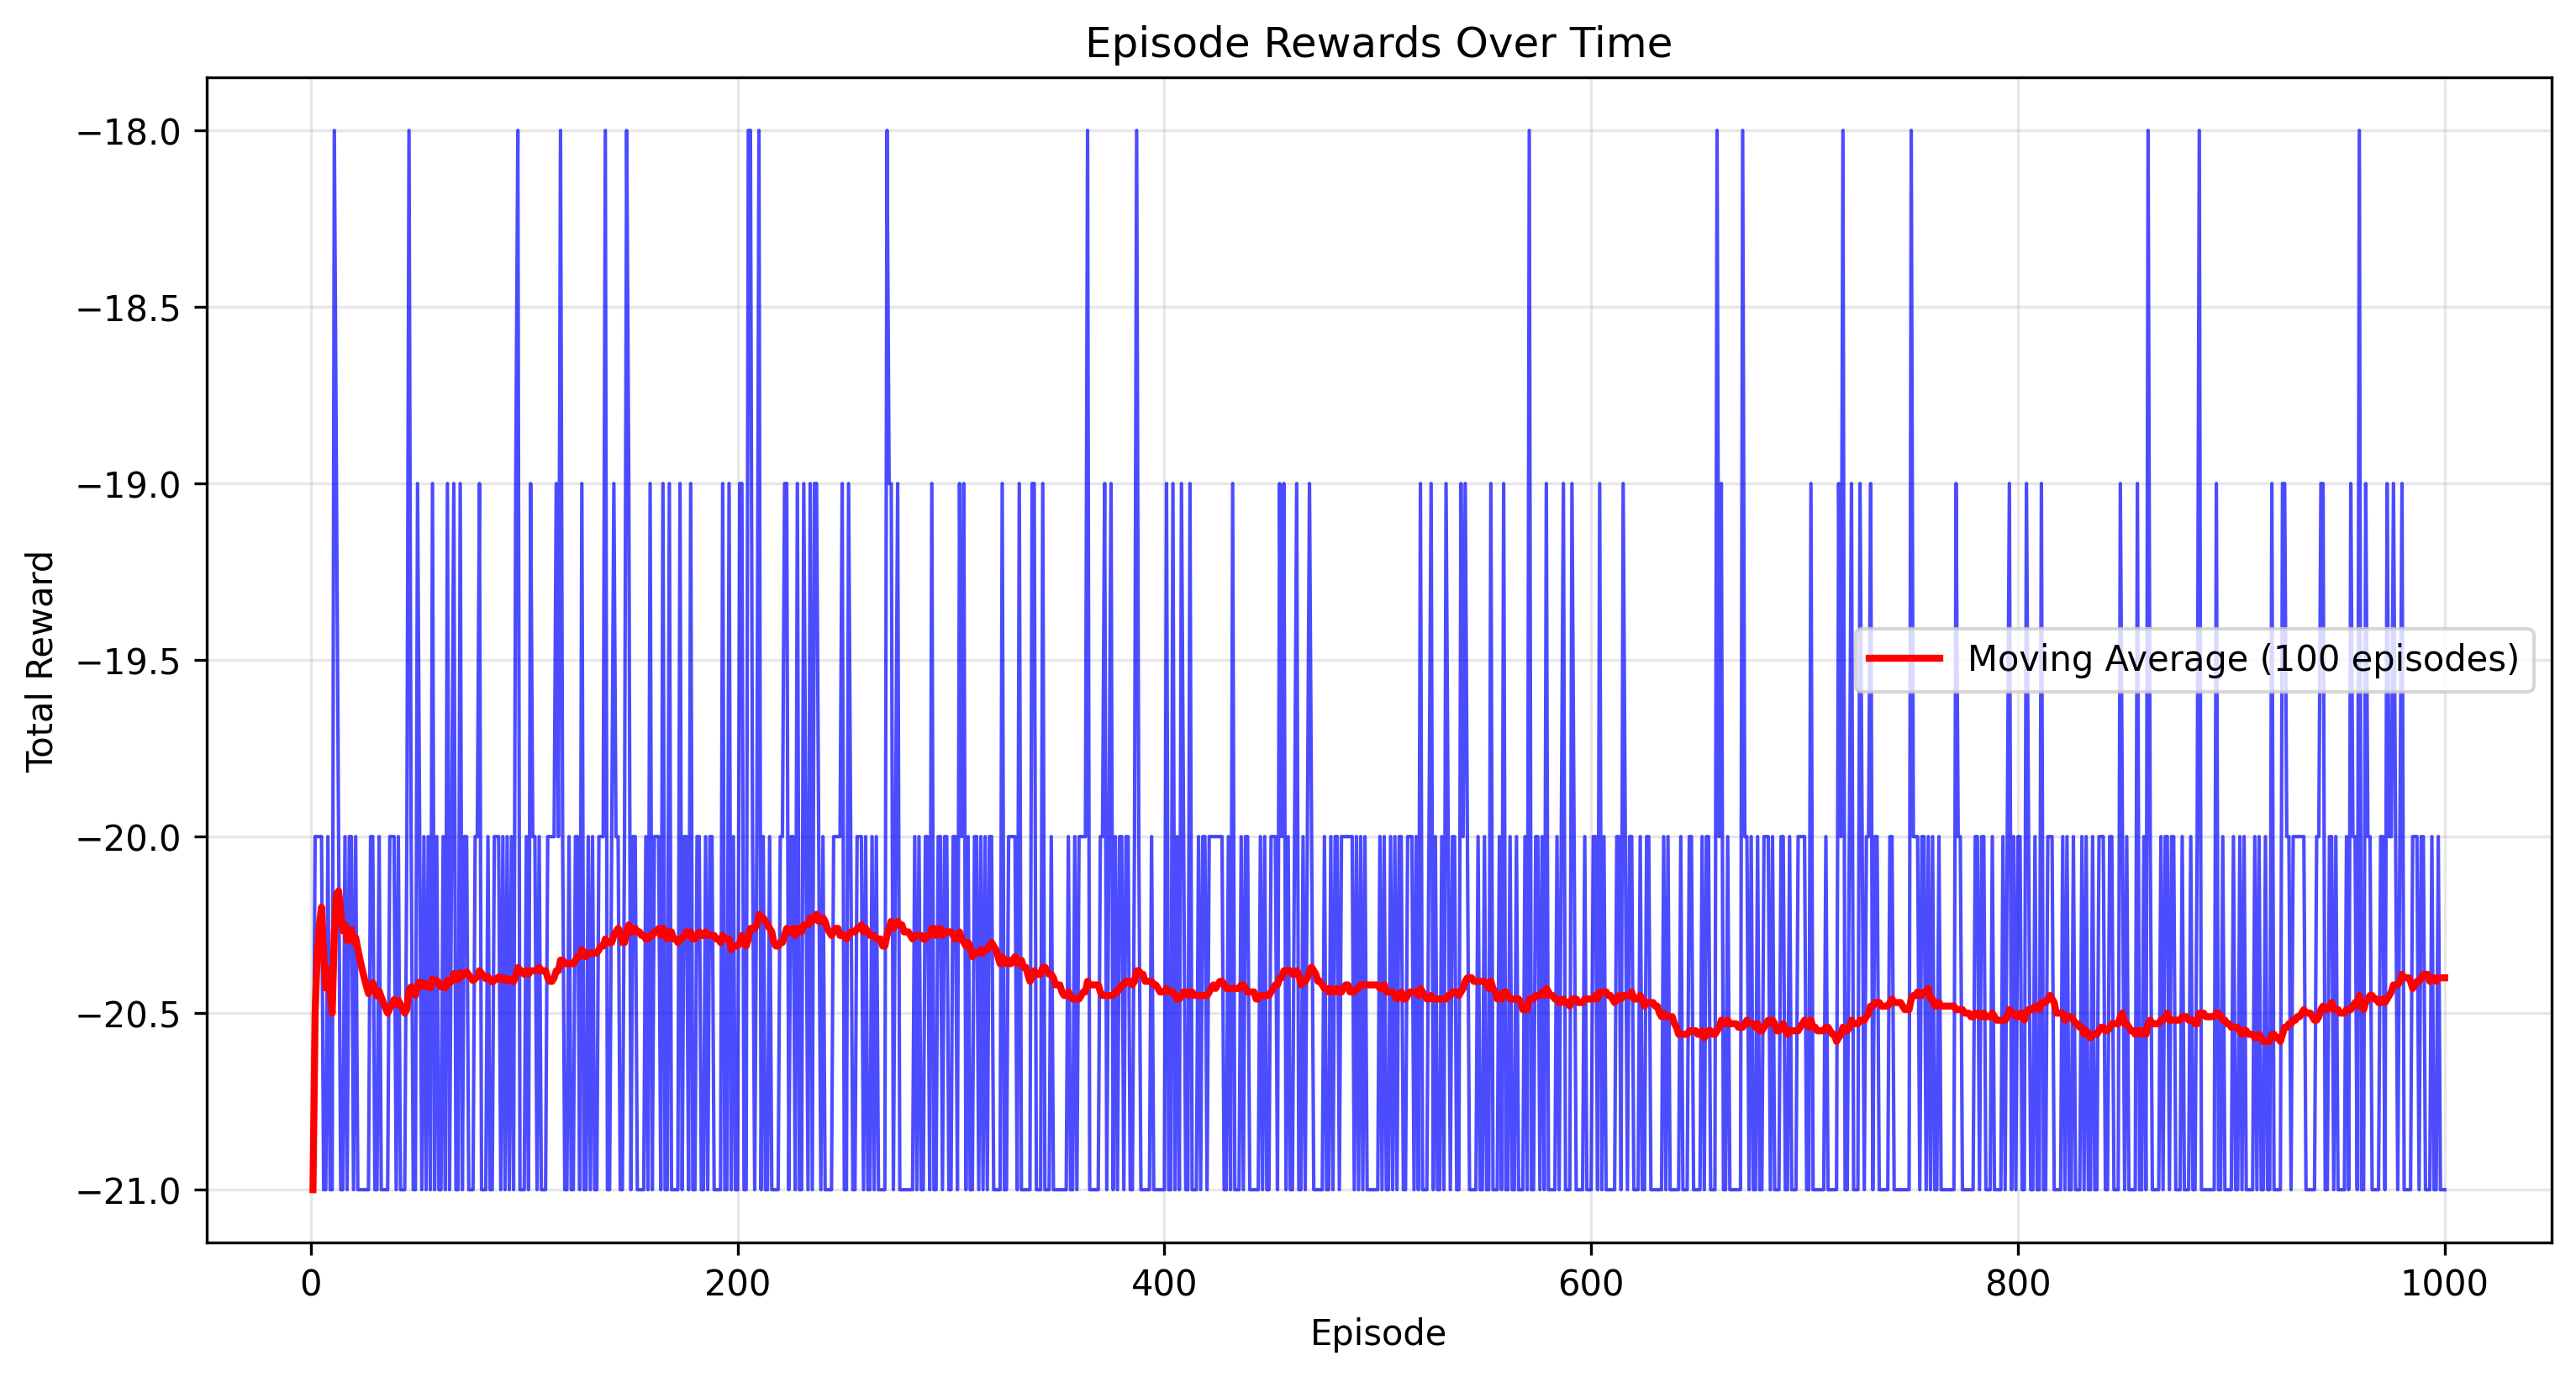 Episode Rewards Over Time
Total Reward
−18.0
−18.5
−19.0
−19.5
−20.0
−20.5
−21.0
Moving Average (100 episodes)
0 200 400 600 800 1000
Episode